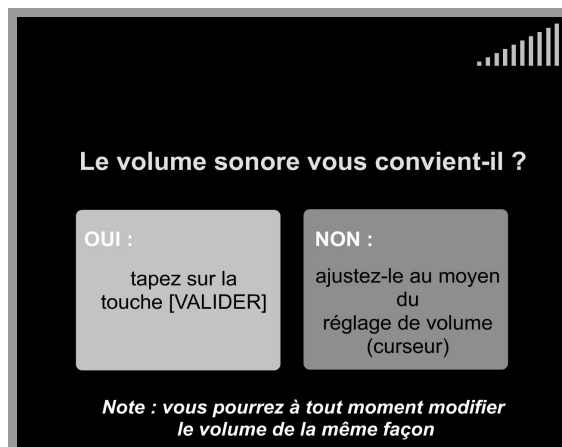 Le volume sonore vous convient-il ?
OUI :
tapez sur la
touche [VALIDER]
NON :
ajustez-le au moyen
du
réglage de volume
(curseur)
Note : vous pourrez à tout moment modifier
le volume de la même façon